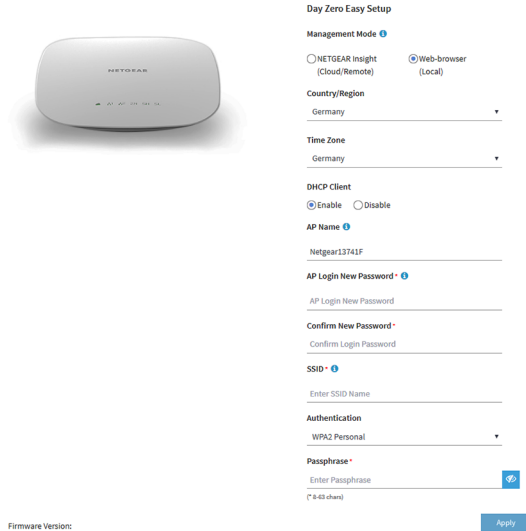 NETGEAR
Day Zero Easy Setup
Management Mode
NETGEAR Insight
(Cloud/Remote)
Web-browser
(Local)
Country/Region
Germany
Time Zone
Germany
DHCP Client
Enable
Disable
AP Name
Netgear13741F
AP Login New Password*
AP Login New Password
Confirm New Password*
Confirm Login Password
SSID*
Enter SSID Name
Authentication
WPA2 Personal
Passphrase*
Enter Passphrase
(* 8-63 chars)
Apply
Firmware Version: